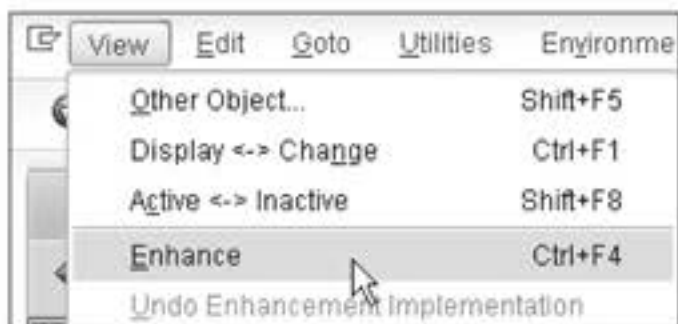 View Edit Goto Utilities Environme
Other Object... Shift+F5
Display <-> Change Ctrl+F1
Active <-> Inactive Shift+F8
Enhance Ctrl+F4
Undo Enhancement Implementation